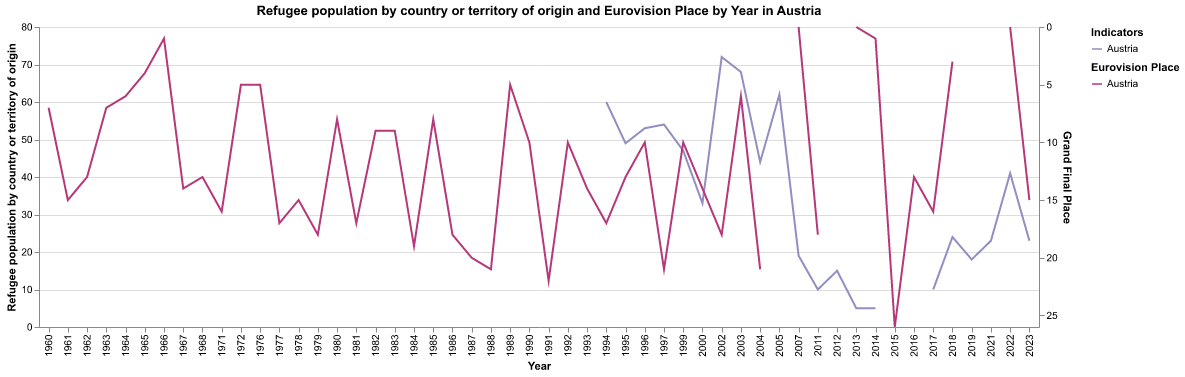 Refugee population by country or territory of origin and Eurovision Place by Year in Austria
Refugee population by country or territory of origin
80
70
60
50
40
30
20
10
0
0
5
10
15
20
25
Grand Final Place
1960 1961 1962 1963 1964 1965 1966 1967 1968 1971 1972 1976 1977 1978 1979 1980 1981 1982 1983 1984 1985 1986 1987 1988 1989 1990 1991 1992 1993 1994 1995 1996 1997 1999 2000 2002 2003 2004 2005 2007 2011 2012 2013 2014 2015 2016 2017 2018 2019 2021 2022 2023
Year
Indicators
Austria
Eurovision Place
Austria